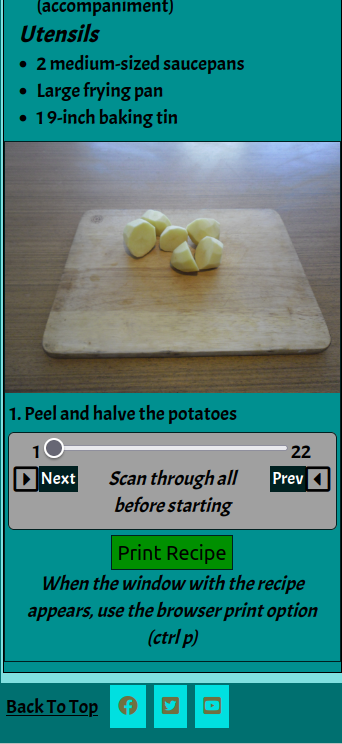 (accompaniment)
Utensils
• 2 medium-sized saucepans
• Large frying pan
• 1 9-inch baking tin
1. Peel and halve the potatoes
1 22
Next Scan through all Prev
before starting
Print Recipe
When the window with the recipe
appears, use the browser print option
(ctrl p)
Back To Top